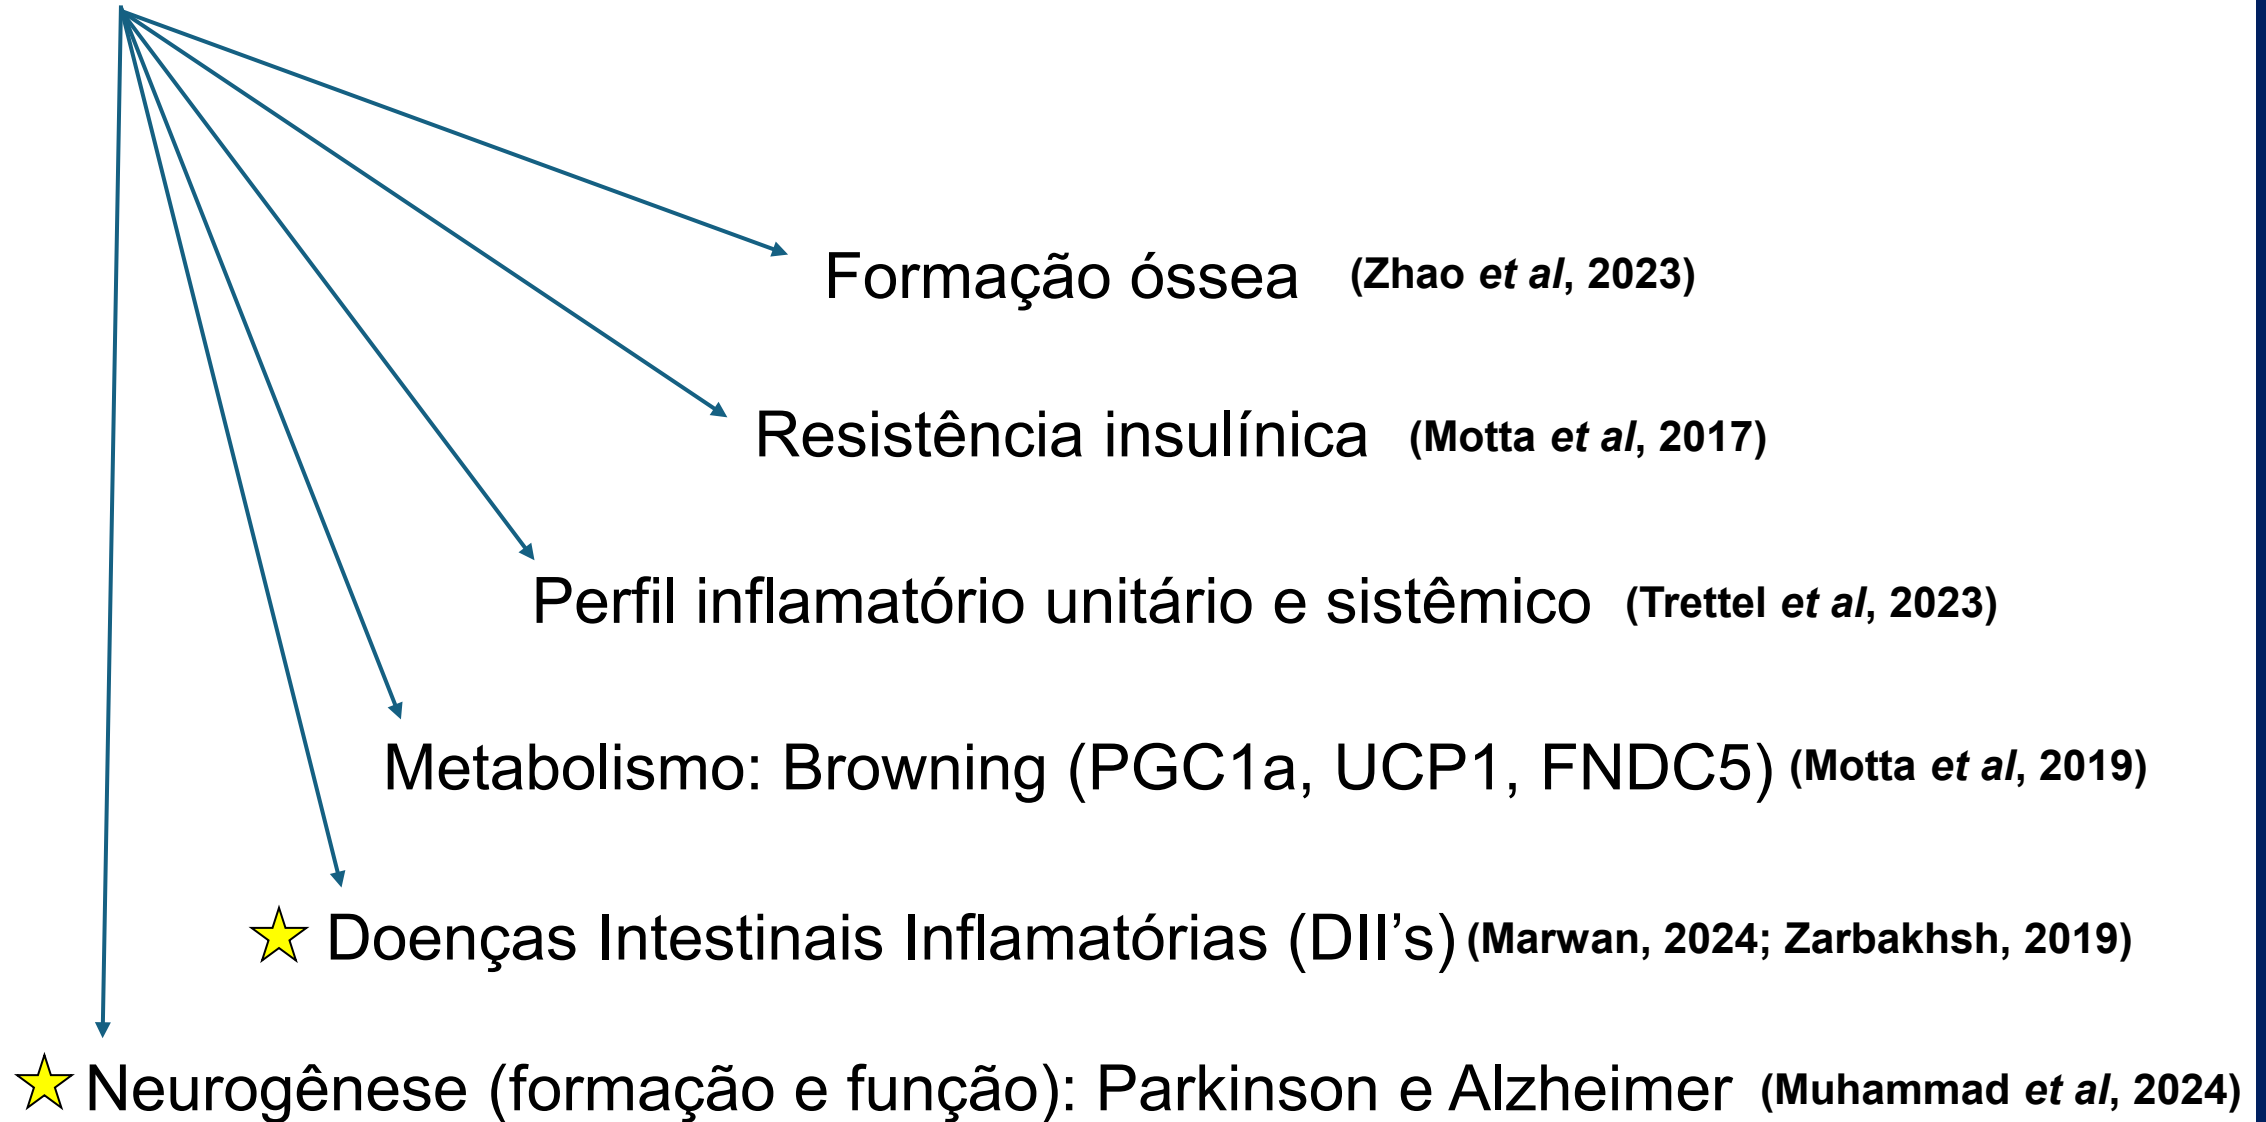 Formação óssea (Zhao et al, 2023)
Resistência insulínica (Motta et al, 2017)
Perfil inflamatório unitário e sistêmico (Trettel et al, 2023)
Metabolismo: Browning (PGC1a, UCP1, FNDC5) (Motta et al, 2019)
Doenças Intestinais Inflamatórias (DII’s) (Marwan, 2024; Zarbakhsh, 2019)
Neurogênese (formação e função): Parkinson e Alzheimer (Muhammad et al, 2024)